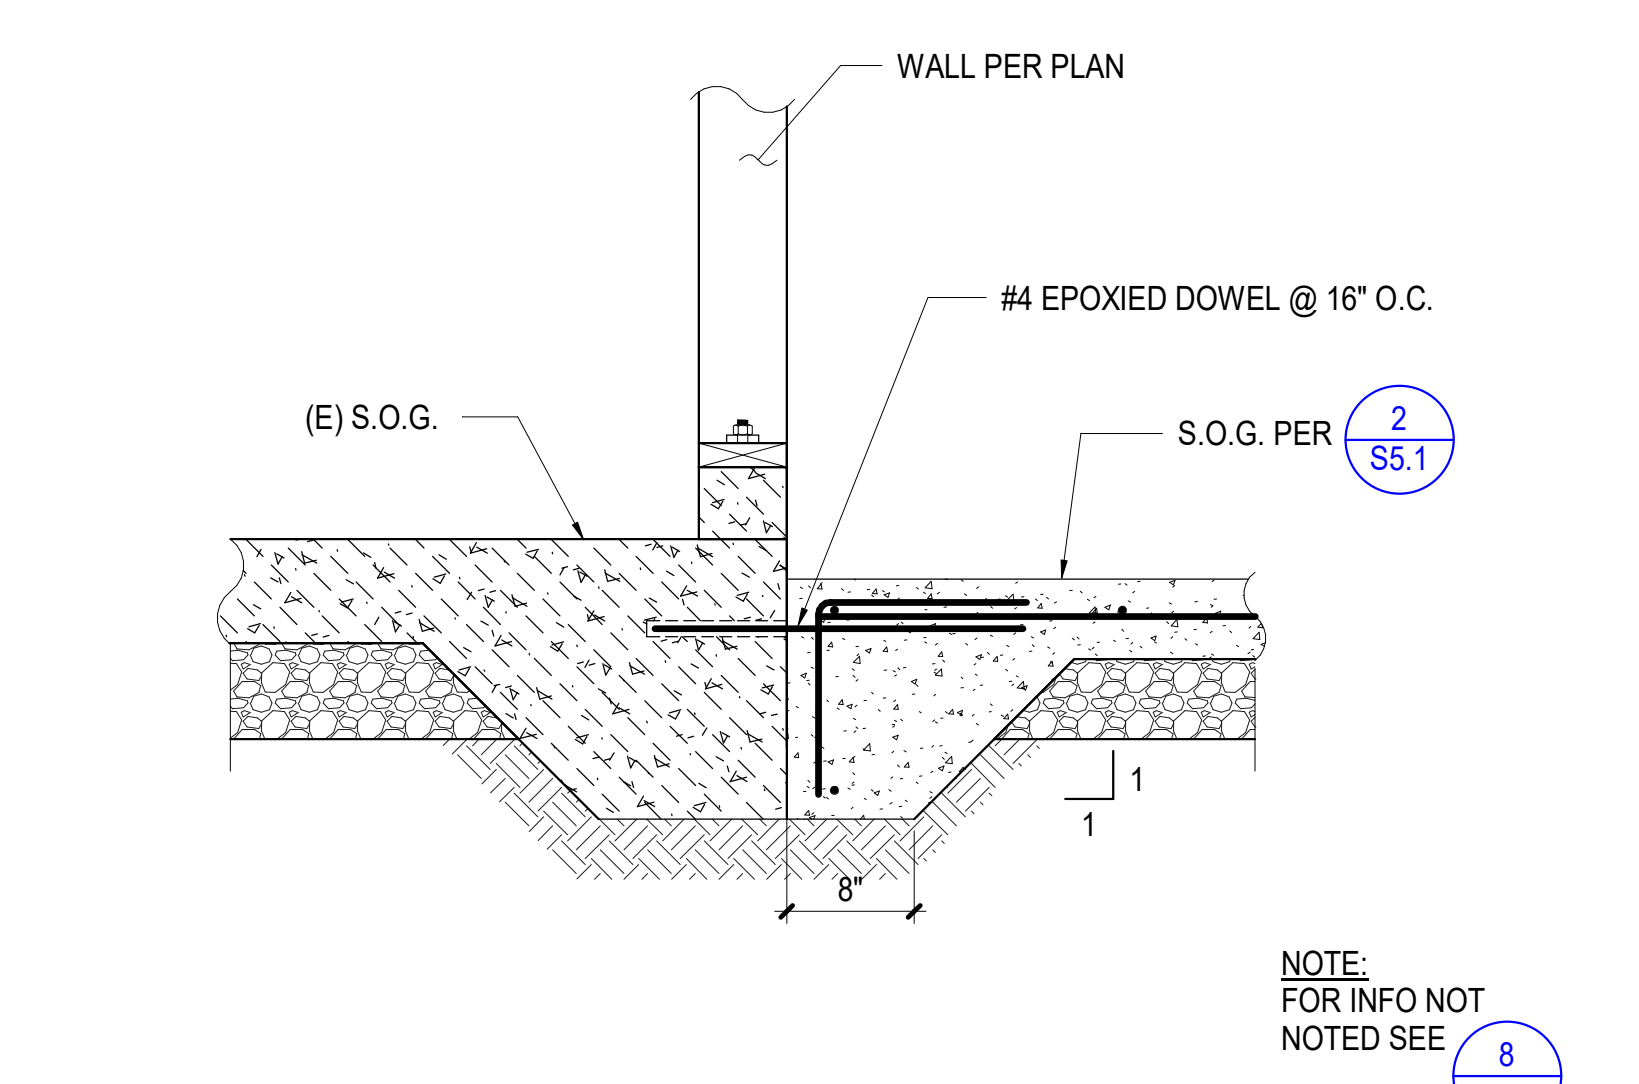 WALL PER PLAN
#4 EPOXIED DOWEL @ 16" O.C.
(E) S.O.G.
S.O.G. PER
2
S5.1
1
1
8"
NOTE:
FOR INFO NOT
NOTED SEE
8